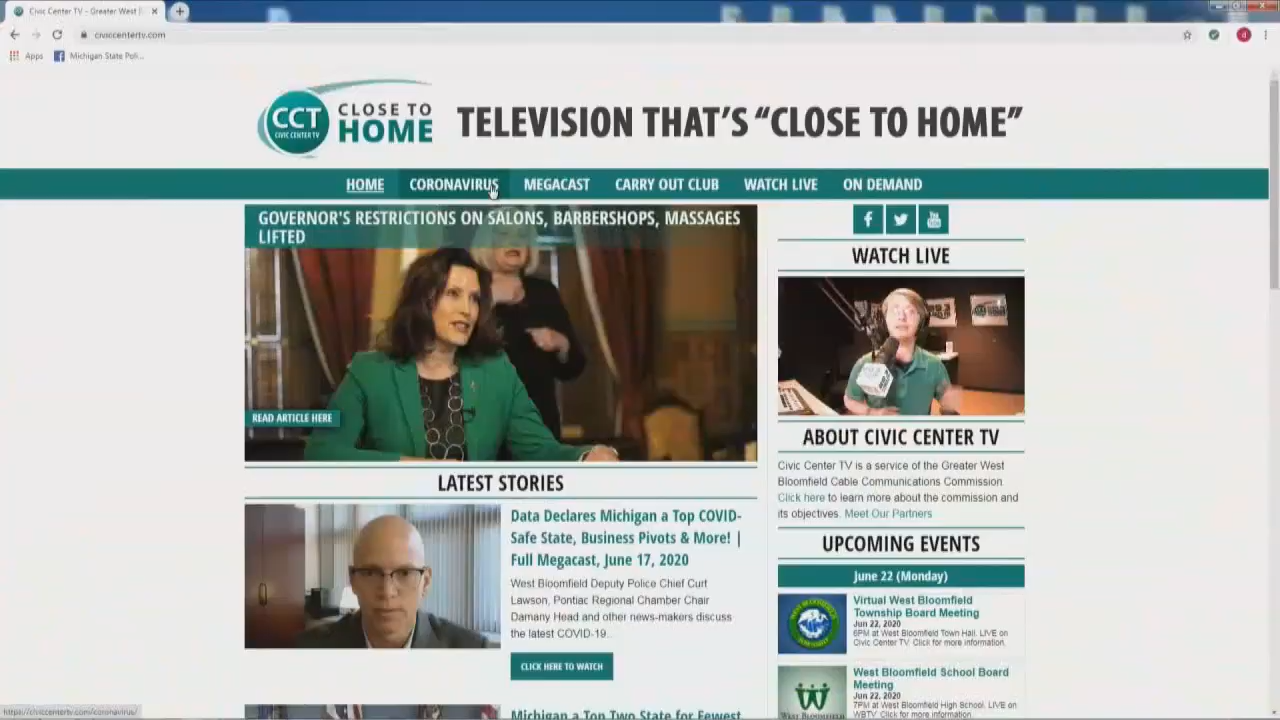 Civic Center TV - Greater West
civiccentertv.com
Apps
Michigan State Poli...
CCT
CIVIC CENTER TV
CLOSE TO
HOME
TELEVISION THAT'S “CLOSE TO HOME”
HOME CORONAVIRUS MEGACAST CARRY OUT CLUB WATCH LIVE ON DEMAND
GOVERNOR'S RESTRICTIONS ON SALONS, BARBERSHOPS, MASSAGES
LIFTED
READ ARTICLE HERE
LATEST STORIES
Data Declares Michigan a Top COVID-
Safe State, Business Pivots & More! |
Full Megacast, June 17, 2020
West Bloomfield Deputy Police Chief Curt
Lawson, Pontiac Regional Chamber Chair
Damany Head and other news-makers discuss
the latest COVID-19...
CLICK HERE TO WATCH
Michigan a Top Two State for Fewest
WATCH LIVE
ABOUT CIVIC CENTER TV
Civic Center TV is a service of the Greater West
Bloomfield Cable Communications Commission.
Click here to learn more about the commission and
its objectives. Meet Our Partners
UPCOMING EVENTS
June 22 (Monday)
Virtual West Bloomfield
Township Board Meeting
Jun 22, 2020
6PM at West Bloomfield Town Hall. LIVE on
Civic Center TV. Click for more information.
West Bloomfield School Board
Meeting
Jun 22, 2020
7PM at West Bloomfield High School. LIVE on
WBTV. Click for more information.
WEST BLOOMFIELD
https://civiccentertv.com/coronavirus/